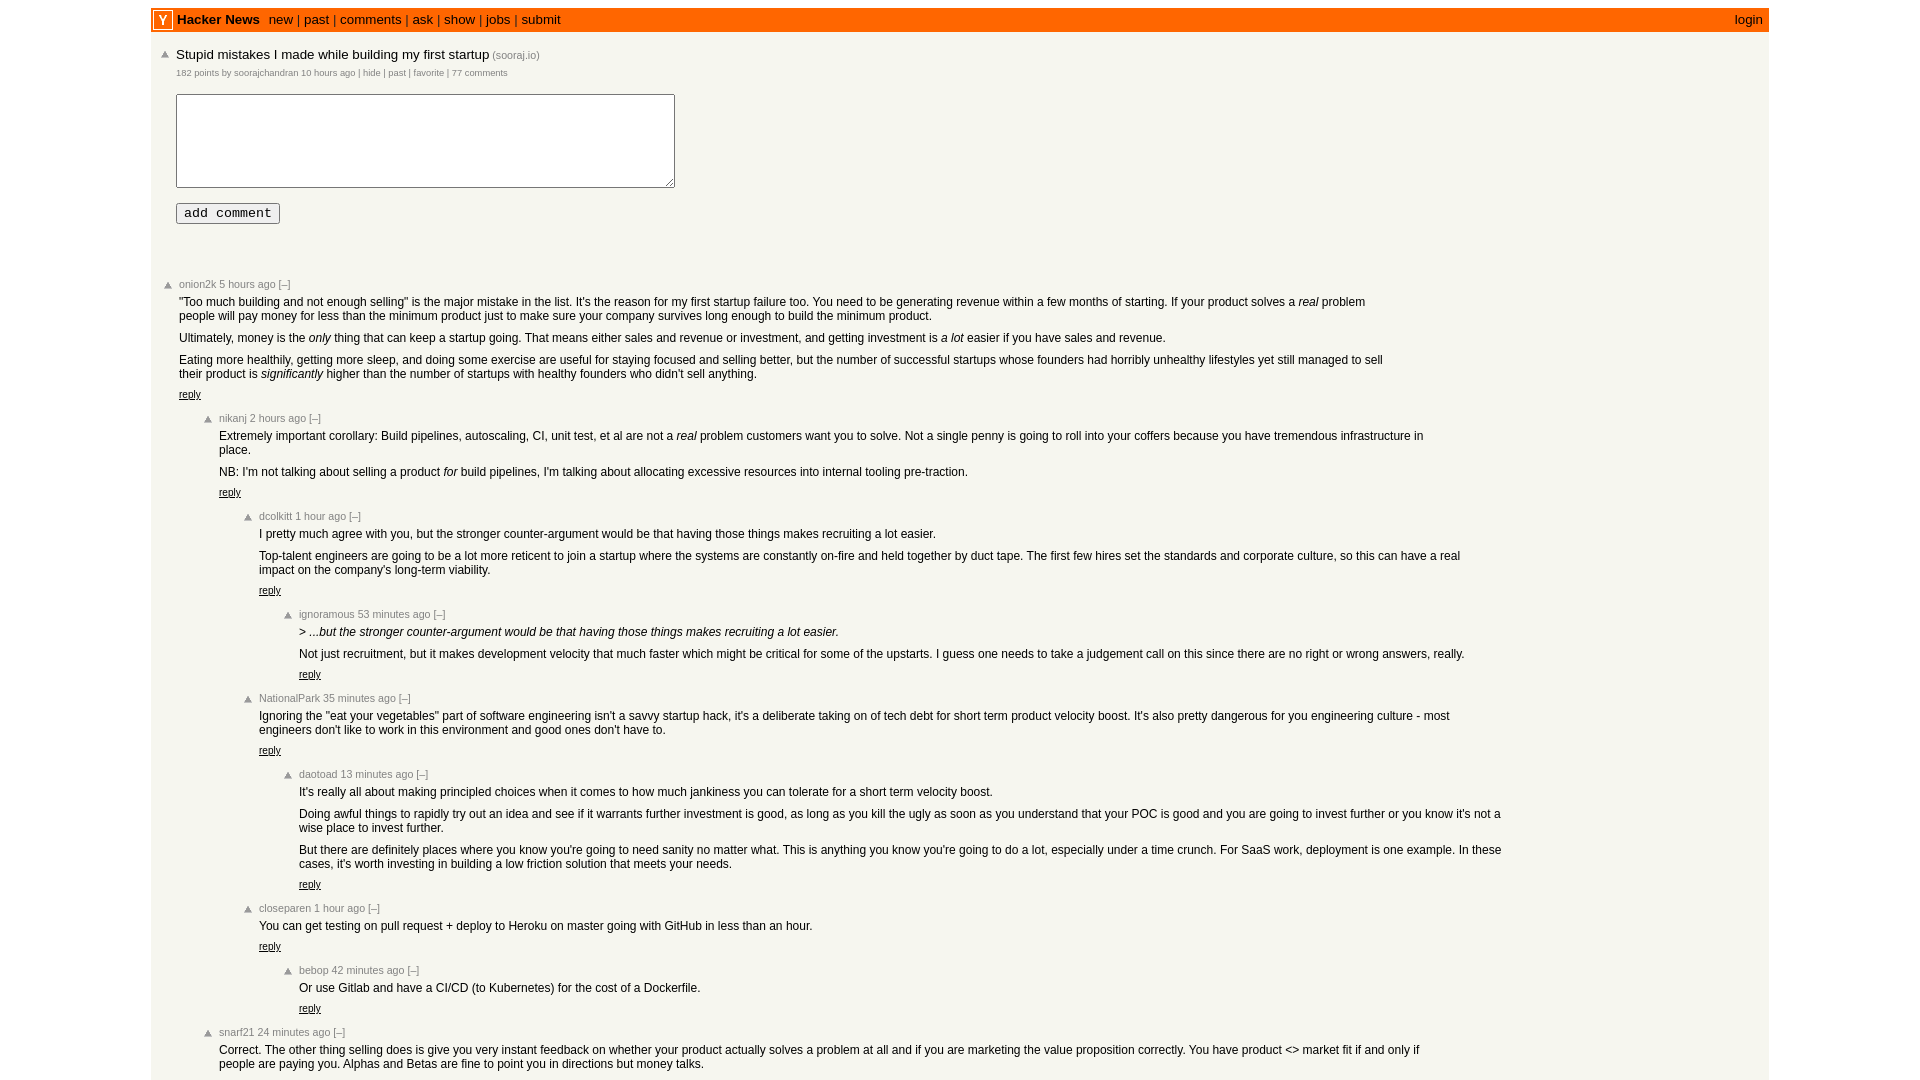 Y Hacker News new | past | comments | ask | show | jobs | submit login
Stupid mistakes I made while building my first startup (sooraj.io)
182 points by soorajchandran 10 hours ago | hide | past | favorite | 77 comments
add comment
onion2k 5 hours ago [–]
"Too much building and not enough selling" is the major mistake in the list. It's the reason for my first startup failure too. You need to be generating revenue within a few months of starting. If your product solves a real problem
people will pay money for less than the minimum product just to make sure your company survives long enough to build the minimum product.
Ultimately, money is the only thing that can keep a startup going. That means either sales and revenue or investment, and getting investment is a lot easier if you have sales and revenue.
Eating more healthily, getting more sleep, and doing some exercise are useful for staying focused and selling better, but the number of successful startups whose founders had horribly unhealthy lifestyles yet still managed to sell
their product is significantly higher than the number of startups with healthy founders who didn't sell anything.
reply
nikanj 2 hours ago [–]
Extremely important corollary: Build pipelines, autoscaling, CI, unit test, et al are not a real problem customers want you to solve. Not a single penny is going to roll into your coffers because you have tremendous infrastructure in
place.
NB: I'm not talking about selling a product for build pipelines, I'm talking about allocating excessive resources into internal tooling pre-traction.
reply
dcolkitt 1 hour ago [–]
I pretty much agree with you, but the stronger counter-argument would be that having those things makes recruiting a lot easier.
Top-talent engineers are going to be a lot more reticent to join a startup where the systems are constantly on-fire and held together by duct tape. The first few hires set the standards and corporate culture, so this can have a real
impact on the company's long-term viability.
reply
ignoramous 53 minutes ago [–]
> ...but the stronger counter-argument would be that having those things makes recruiting a lot easier.
Not just recruitment, but it makes development velocity that much faster which might be critical for some of the upstarts. I guess one needs to take a judgement call on this since there are no right or wrong answers, really.
reply
NationalPark 35 minutes ago [–]
Ignoring the "eat your vegetables" part of software engineering isn't a savvy startup hack, it's a deliberate taking on of tech debt for short term product velocity boost. It's also pretty dangerous for you engineering culture - most
engineers don't like to work in this environment and good ones don't have to.
reply
daotoad 13 minutes ago [–]
It's really all about making principled choices when it comes to how much jankiness you can tolerate for a short term velocity boost.
Doing awful things to rapidly try out an idea and see if it warrants further investment is good, as long as you kill the ugly as soon as you understand that your POC is good and you are going to invest further or you know it's not a
wise place to invest further.
But there are definitely places where you know you're going to need sanity no matter what. This is anything you know you're going to do a lot, especially under a time crunch. For SaaS work, deployment is one example. In these
cases, it's worth investing in building a low friction solution that meets your needs.
reply
closeparen 1 hour ago [–]
You can get testing on pull request + deploy to Heroku on master going with GitHub in less than an hour.
reply
bebop 42 minutes ago [–]
Or use Gitlab and have a CI/CD (to Kubernetes) for the cost of a Dockerfile.
reply
snarf21 24 minutes ago [–]
Correct. The other thing selling does is give you very instant feedback on whether your product actually solves a problem at all and if you are marketing the value proposition correctly. You have product <> market fit if and only if
people are paying you. Alphas and Betas are fine to point you in directions but money talks.